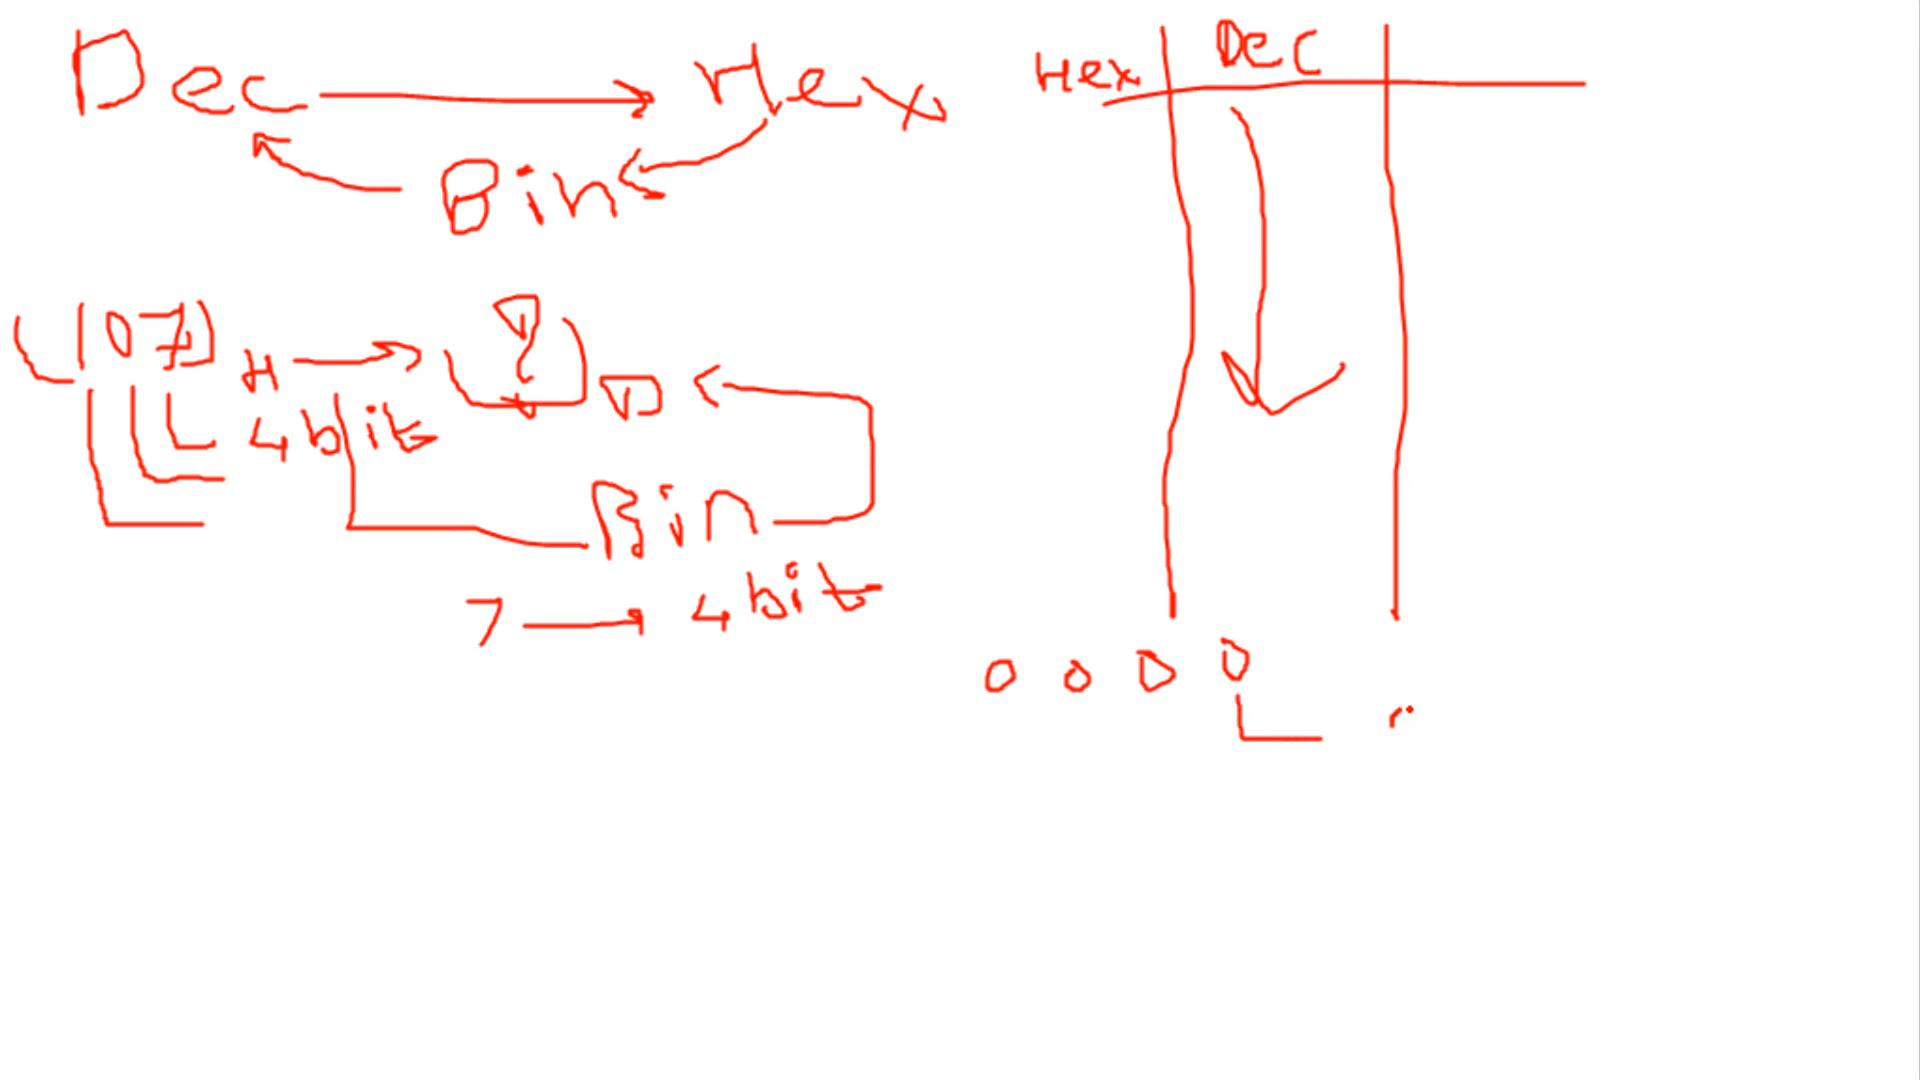 Dec Hex
Bin
(107)H (?)D
4bit
Bin
7 4bit
Hex Dec
0 0 0 0